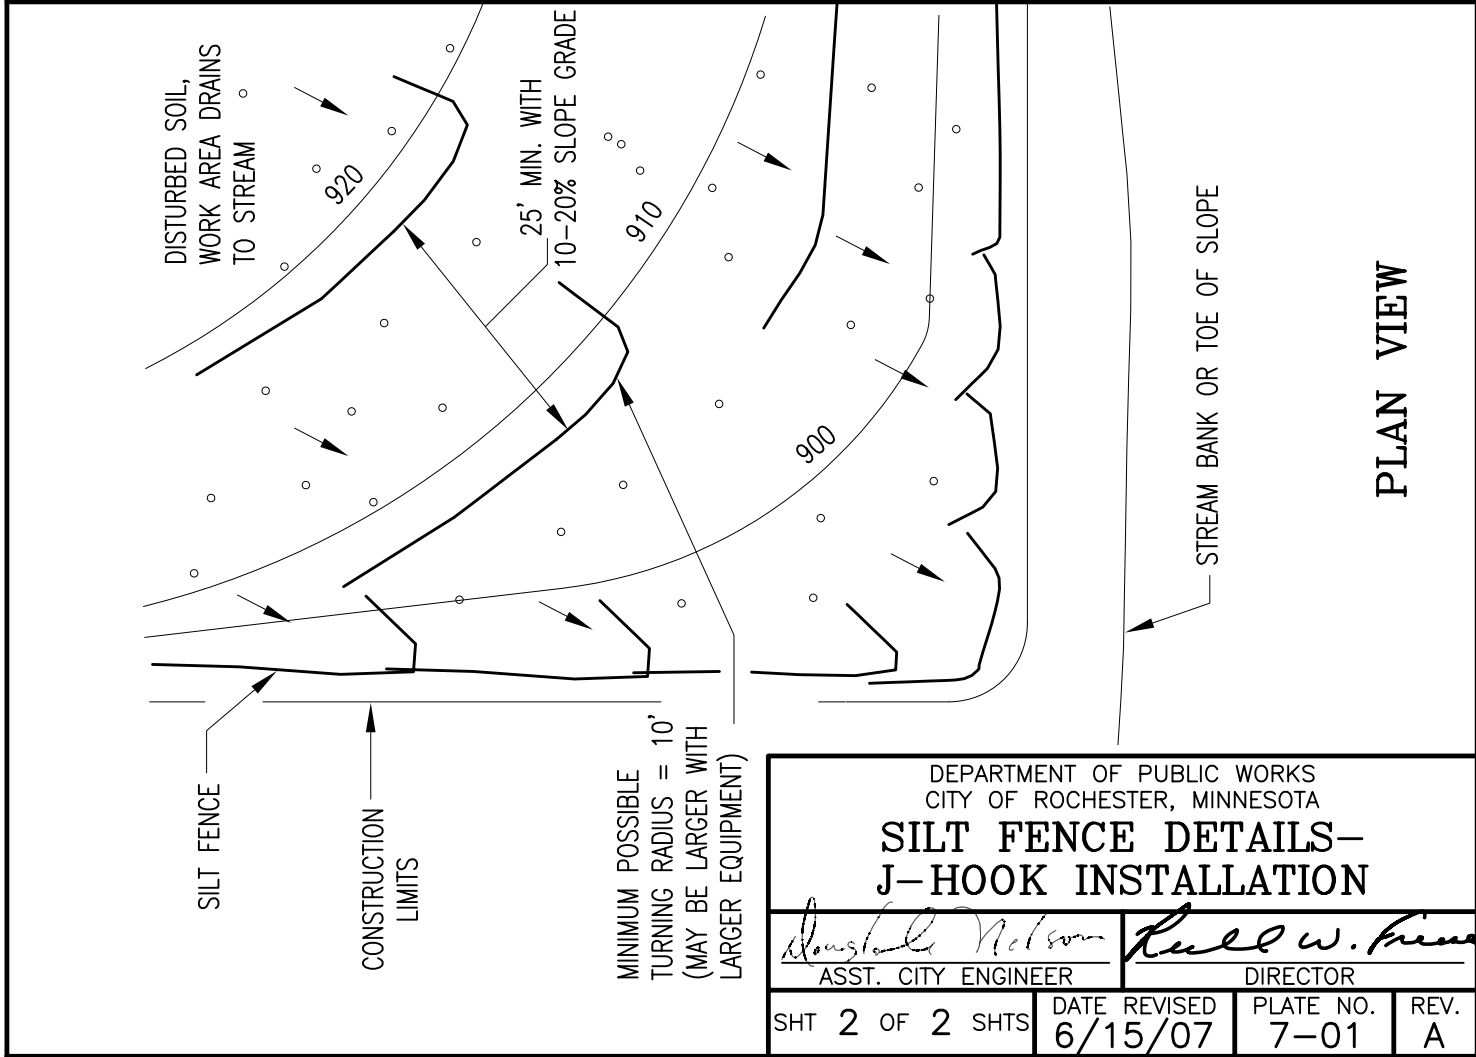 DISTURBED SOIL,
WORK AREA DRAINS
TO STREAM
920
25' MIN. WITH
10-20% SLOPE GRADE
910
900
STREAM BANK OR TOE OF SLOPE
PLAN VIEW
SILT FENCE
CONSTRUCTION
LIMITS
MINIMUM POSSIBLE
TURNING RADIUS = 10'
(MAY BE LARGER WITH
LARGER EQUIPMENT)
DEPARTMENT OF PUBLIC WORKS
CITY OF ROCHESTER, MINNESOTA
SILT FENCE DETAILS-
J-HOOK INSTALLATION
Nelson
ASST. CITY ENGINEER
W.
DIRECTOR
SHT 2 OF 2 SHTS
DATE REVISED
6/15/07
PLATE NO.
7-01
REV.
A